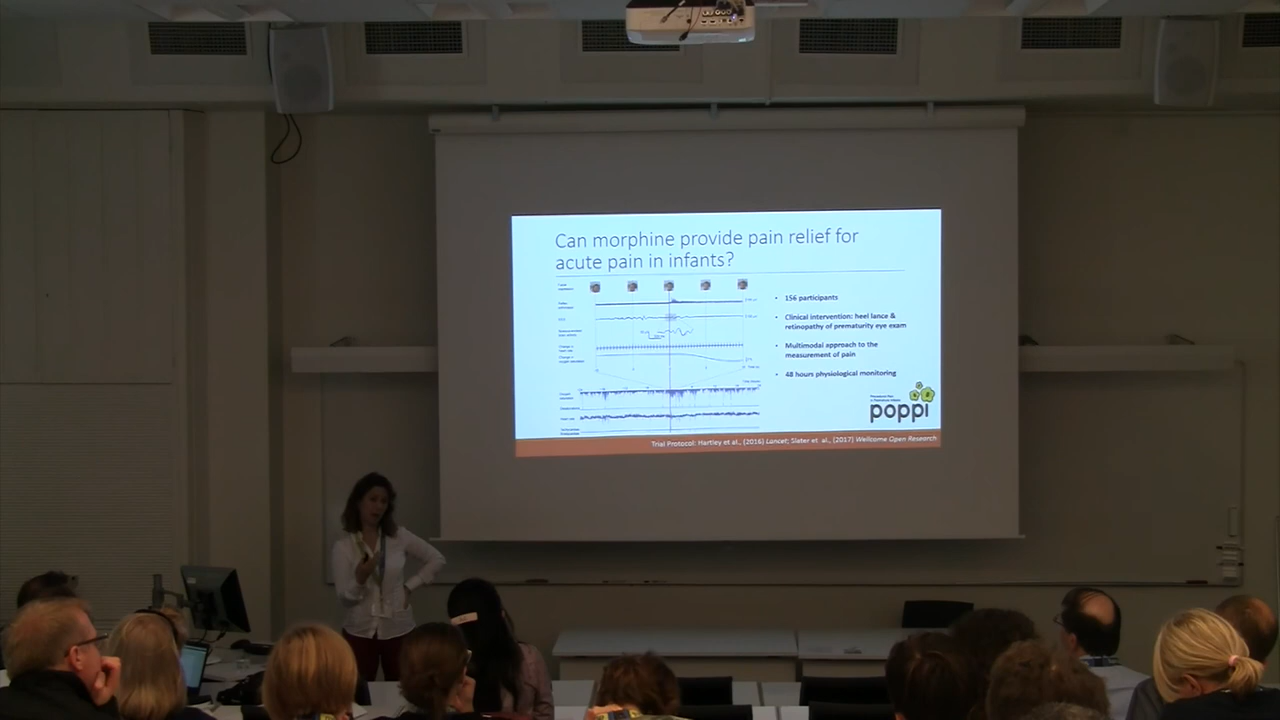 Can morphine provide pain relief for
acute pain in infants?
156 participants
Clinical intervention: heel lance &
retinopathy of prematurity eye exam
Multimodal approach to the
measurement of pain
48 hours physiological monitoring
poppi
Trial Protocol: Hartley et al., (2016) Lancet; Slater et al., (2017) Wellcome Open Research